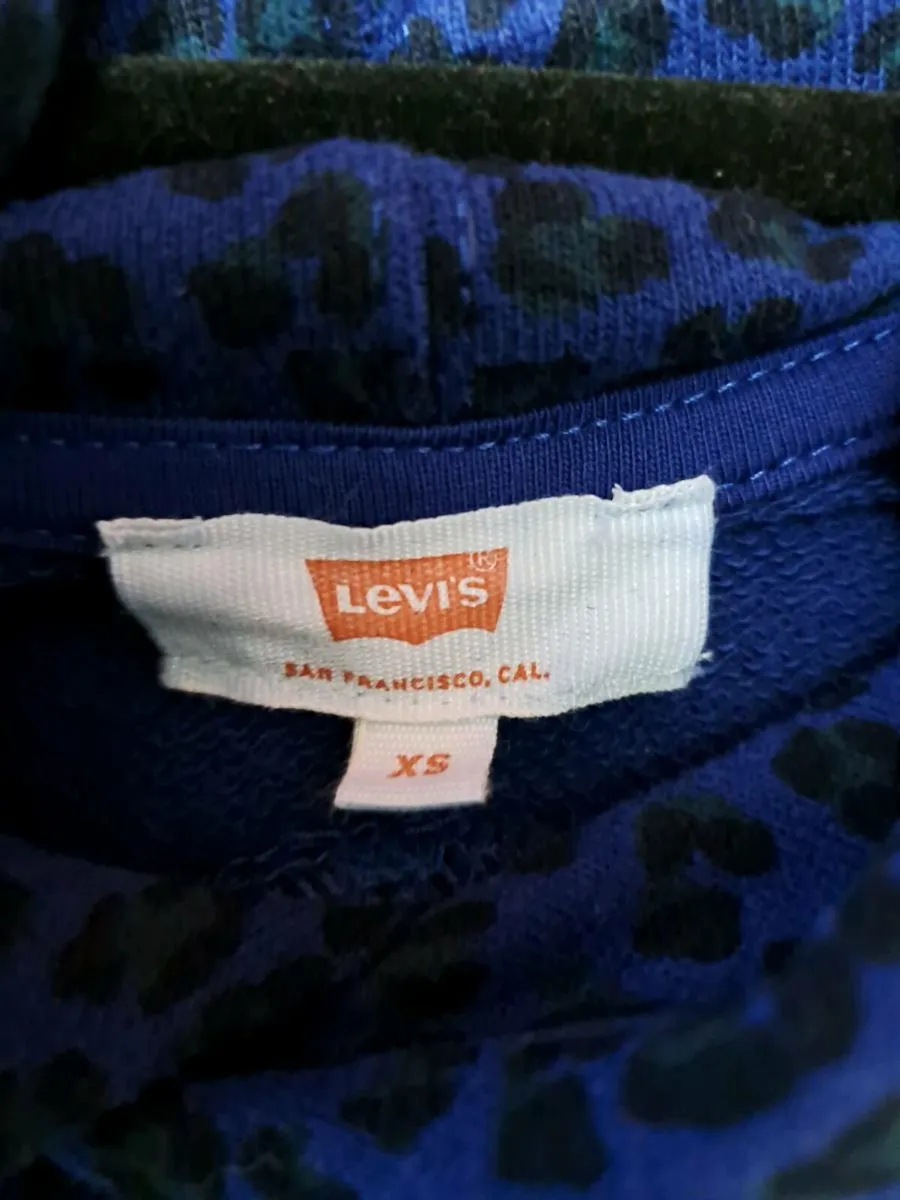 Levi's®
SAN FRANCISCO, CAL.
XS